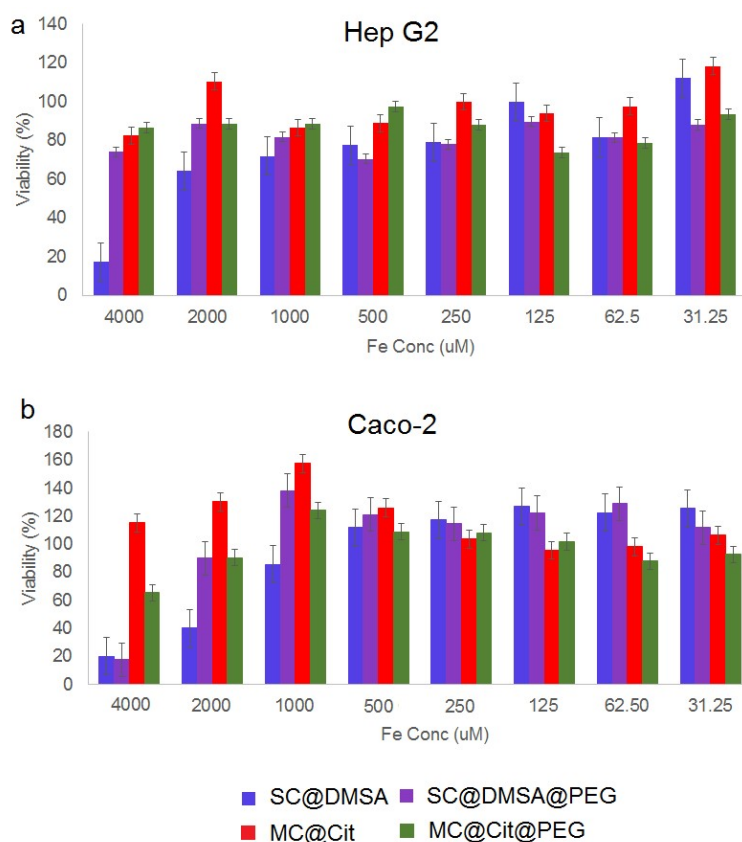 a
Hep G2
Viability (%)
140
120
100
80
60
40
20
0
4000 2000 1000 500 250 125 62.5 31.25
Fe Conc (uM)
b
Caco-2
Viability (%)
180
160
140
120
100
80
60
40
20
0
4000 2000 1000 500 250 125 62.50 31.25
Fe Conc (uM)
SC@DMSA SC@DMSA@PEG
MC@Cit MC@Cit@PEG